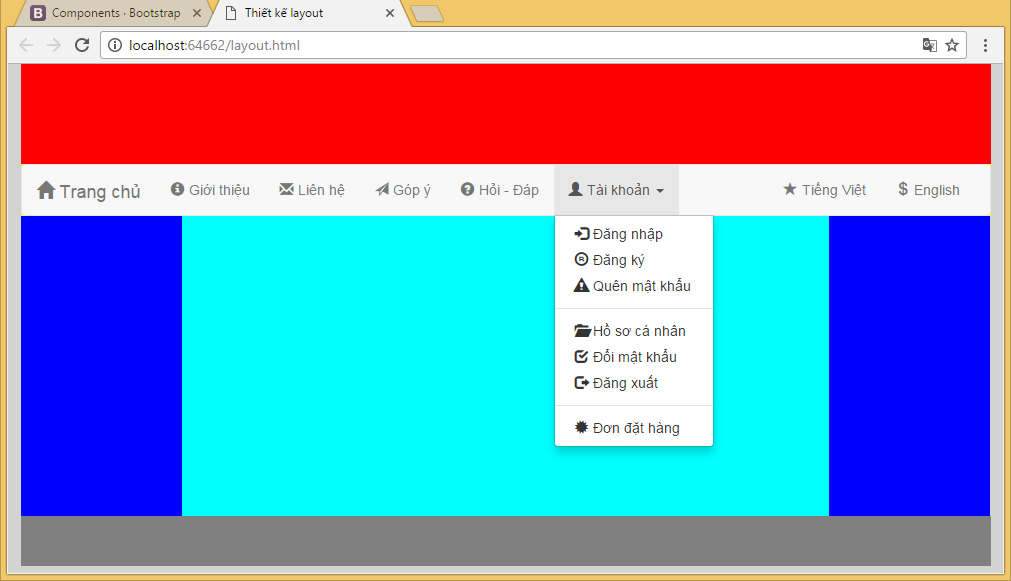 Components · Bootstrap
Thiết kế layout
localhost:64662/layout.html
Trang chủ Giới thiệu Liên hệ Góp ý Hỏi - Đáp Tài khoản Tiếng Việt $ English
Đăng nhập
Đăng ký
Quên mật khẩu
Hồ sơ cá nhân
Đổi mật khẩu
Đăng xuất
Đơn đặt hàng